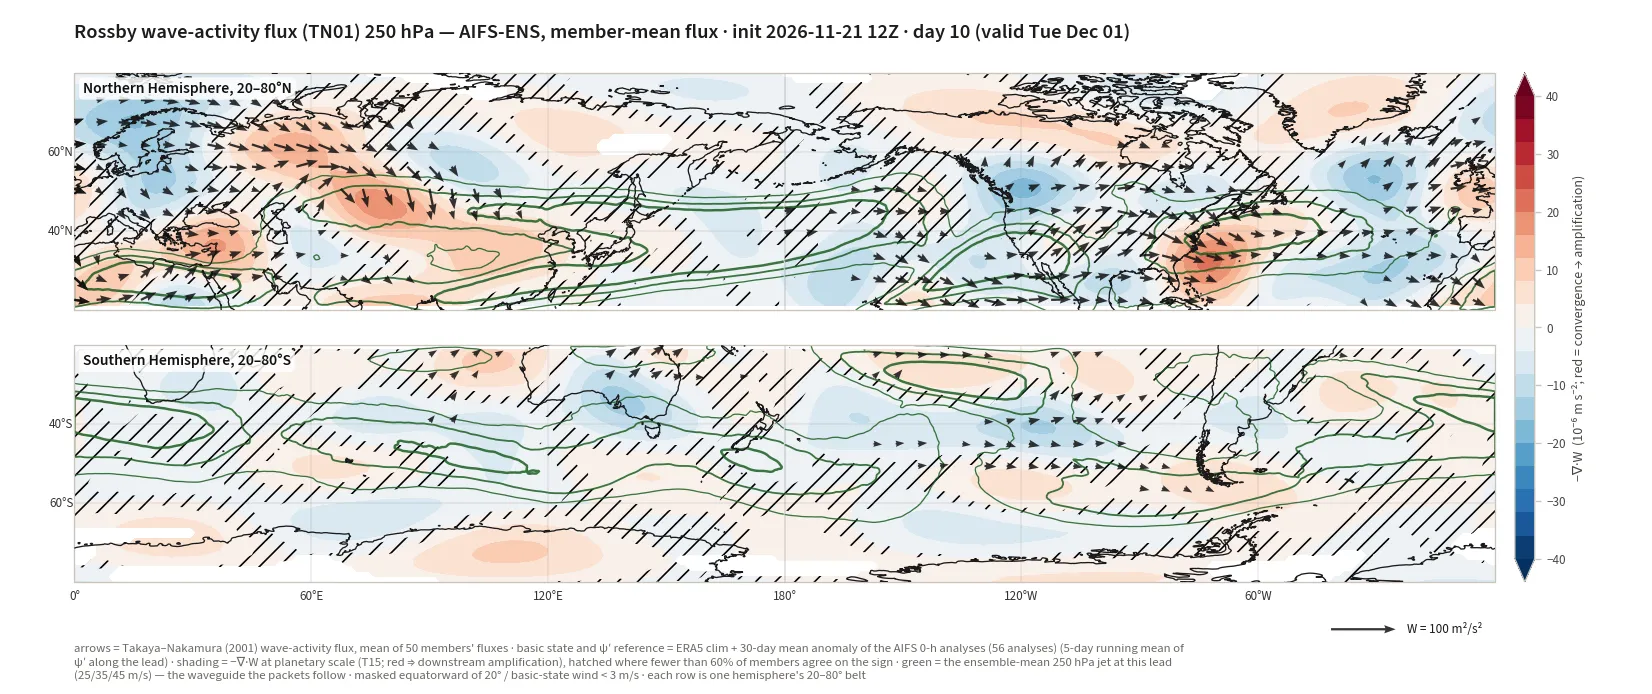 Rossby wave-activity flux (TN01) 250 hPa — AIFS-ENS, member-mean flux · init 2026-11-21 12Z · day 10 (valid Tue Dec 01)
Northern Hemisphere, 20–80°N
60°N
40°N
Southern Hemisphere, 20–80°S
40°S
60°S
0°
60°E
120°E
180°
120°W
60°W
40
30
20
10
0
−10
−20
−30
−40
−∇·W (10⁻⁶ m s⁻²; red = convergence → amplification)
W = 100 m²/s²
arrows = Takaya–Nakamura (2001) wave-activity flux, mean of 50 members' fluxes · basic state and ψ' reference = ERA5 clim + 30-day mean anomaly of the AIFS 0-h analyses (56 analyses) (5-day running mean of
ψ' along the lead) · shading = −∇·W at planetary scale (T15; red ⇒ downstream amplification), hatched where fewer than 60% of members agree on the sign · green = the ensemble-mean 250 hPa jet at this lead
(25/35/45 m/s) — the waveguide the packets follow · masked equatorward of 20° / basic-state wind < 3 m/s · each row is one hemisphere's 20–80° belt